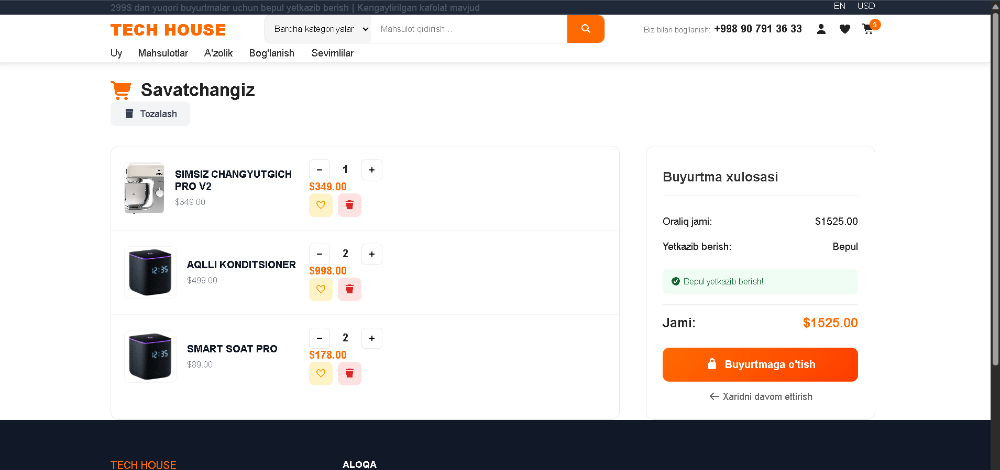 299$ dan yuqori buyurtmalar uchun bepul yetkazib berish | Kengaytirilgan kafolat mavjud
EN USD
TECH HOUSE
Barcha kategoriyalar
Mahsulot qidirish...
Biz bilan bog'lanish: +998 90 791 36 33
5
Uy Mahsulotlar A'zolik Bog'lanish Sevimlilar
Savatchangiz
Tozalash
SIMSIZ CHANGYUTGICH
PRO V2
$349.00
− 1 +
$349.00
12:35
AQLLI KONDITSIONER
$499.00
− 2 +
$998.00
12:35
SMART SOAT PRO
$89.00
− 2 +
$178.00
Buyurtma xulosasi
Oraliq jami: $1525.00
Yetkazib berish: Bepul
Bepul yetkazib berish!
Jami: $1525.00
Buyurtmaga o'tish
Xaridni davom ettirish
TECH HOUSE
ALOQA